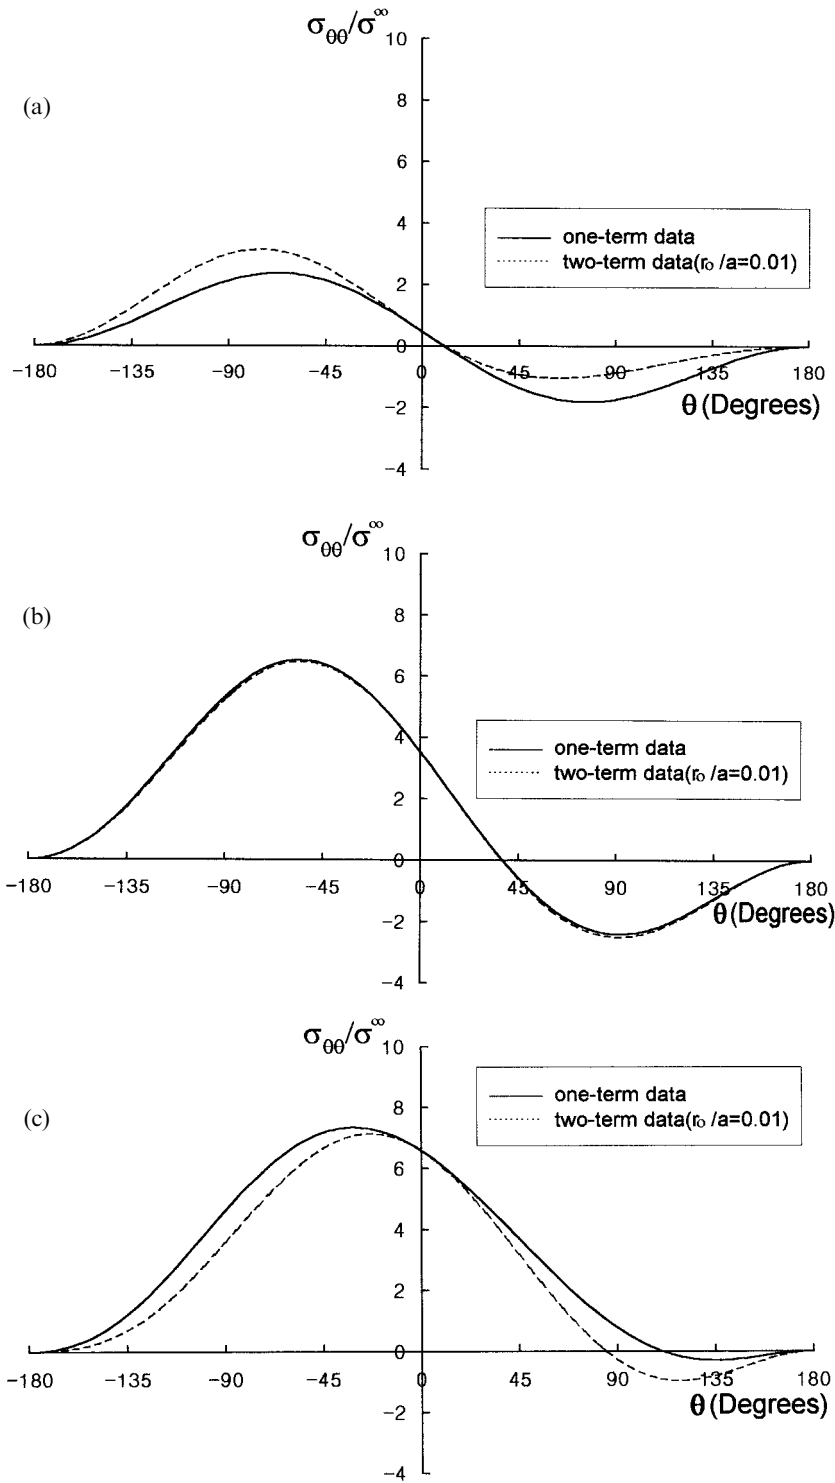 σθθ/σ∞
10
(a)
8
6
4
one-term data
two-term data(ro /a=0.01)
2
0
−180 −135 −90 −45 0 45 90 135 180
−2
θ (Degrees)
−4
σθθ/σ∞
10
8
(b)
6
4
one-term data
two-term data(ro /a=0.01)
2
0
−180 −135 −90 −45 0 45 90 135 180
θ (Degrees)
−2
−4
σθθ/σ∞
10
8
one-term data
(c)
two-term data(ro /a=0.01)
6
4
2
0
−180 −135 −90 −45 0 45 90 135 180
θ (Degrees)
−2
−4